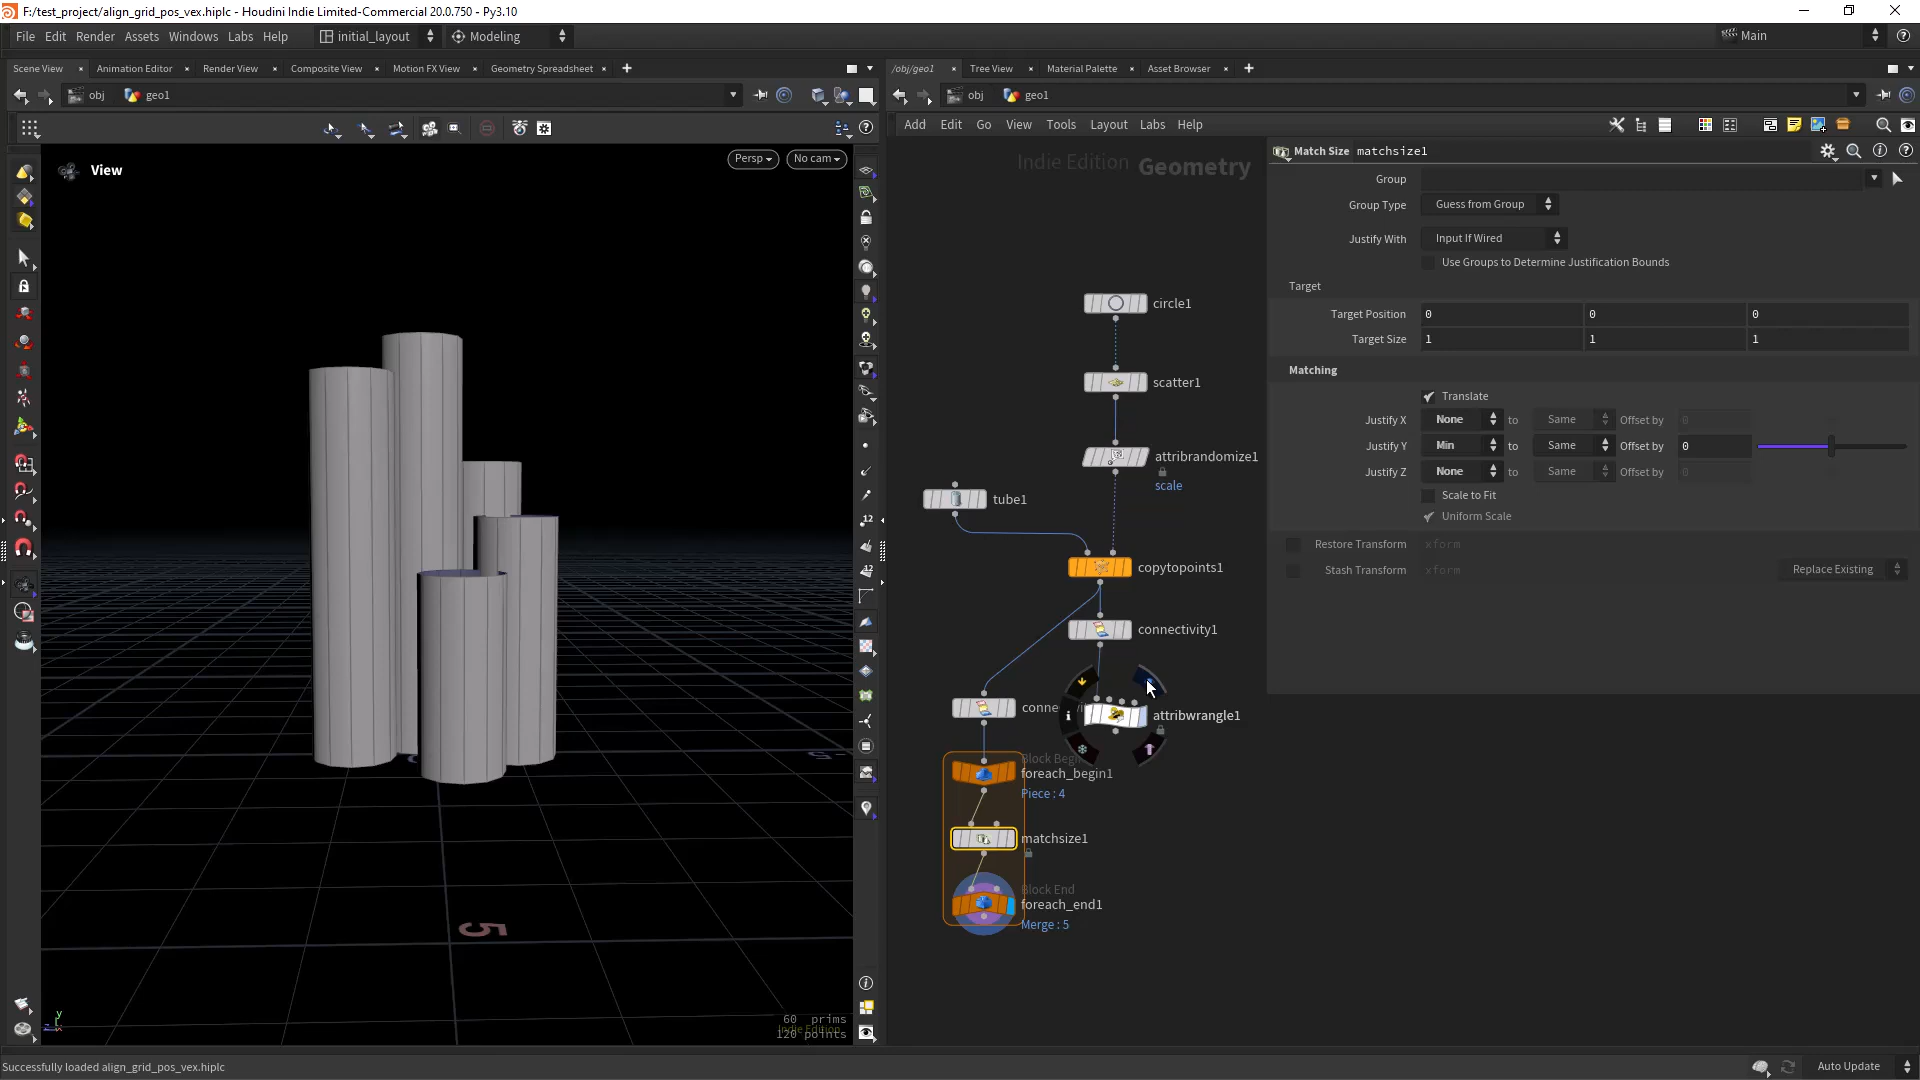 F:/test_project/align_grid_pos_vex.hiplc - Houdini Indie Limited-Commercial 20.0.750 - Py3.10
File Edit Render Assets Windows Labs Help initial_layout Modeling Main
Scene View Animation Editor Render View Composite View Motion FX View Geometry Spreadsheet
/obj/geo1 Tree View Material Palette Asset Browser
obj geo1
obj geo1
Add Edit Go View Tools Layout Labs Help
View
Persp No cam
Indie Edition Geometry
Match Size matchsize1
Group
Group Type Guess from Group
Justify With Input If Wired
Use Groups to Determine Justification Bounds
Target
Target Position 0 0 0
Target Size 1 1 1
Matching
Translate
Justify X None to Same Offset by 0
Justify Y Min to Same Offset by 0
Justify Z None to Same Offset by 0
Scale to Fit
Uniform Scale
Restore Transform xform
Stash Transform xform Replace Existing
circle1
scatter1
attribrandomize1
scale
tube1
copytopoints1
connectivity1
attribwrangle1
Block Begin
foreach_begin1
Piece : 4
matchsize1
Block End
foreach_end1
Merge : 5
12
12
5
5
y
60 prims
Indie Edition
120 points
Successfully loaded align_grid_pos_vex.hiplc
Auto Update